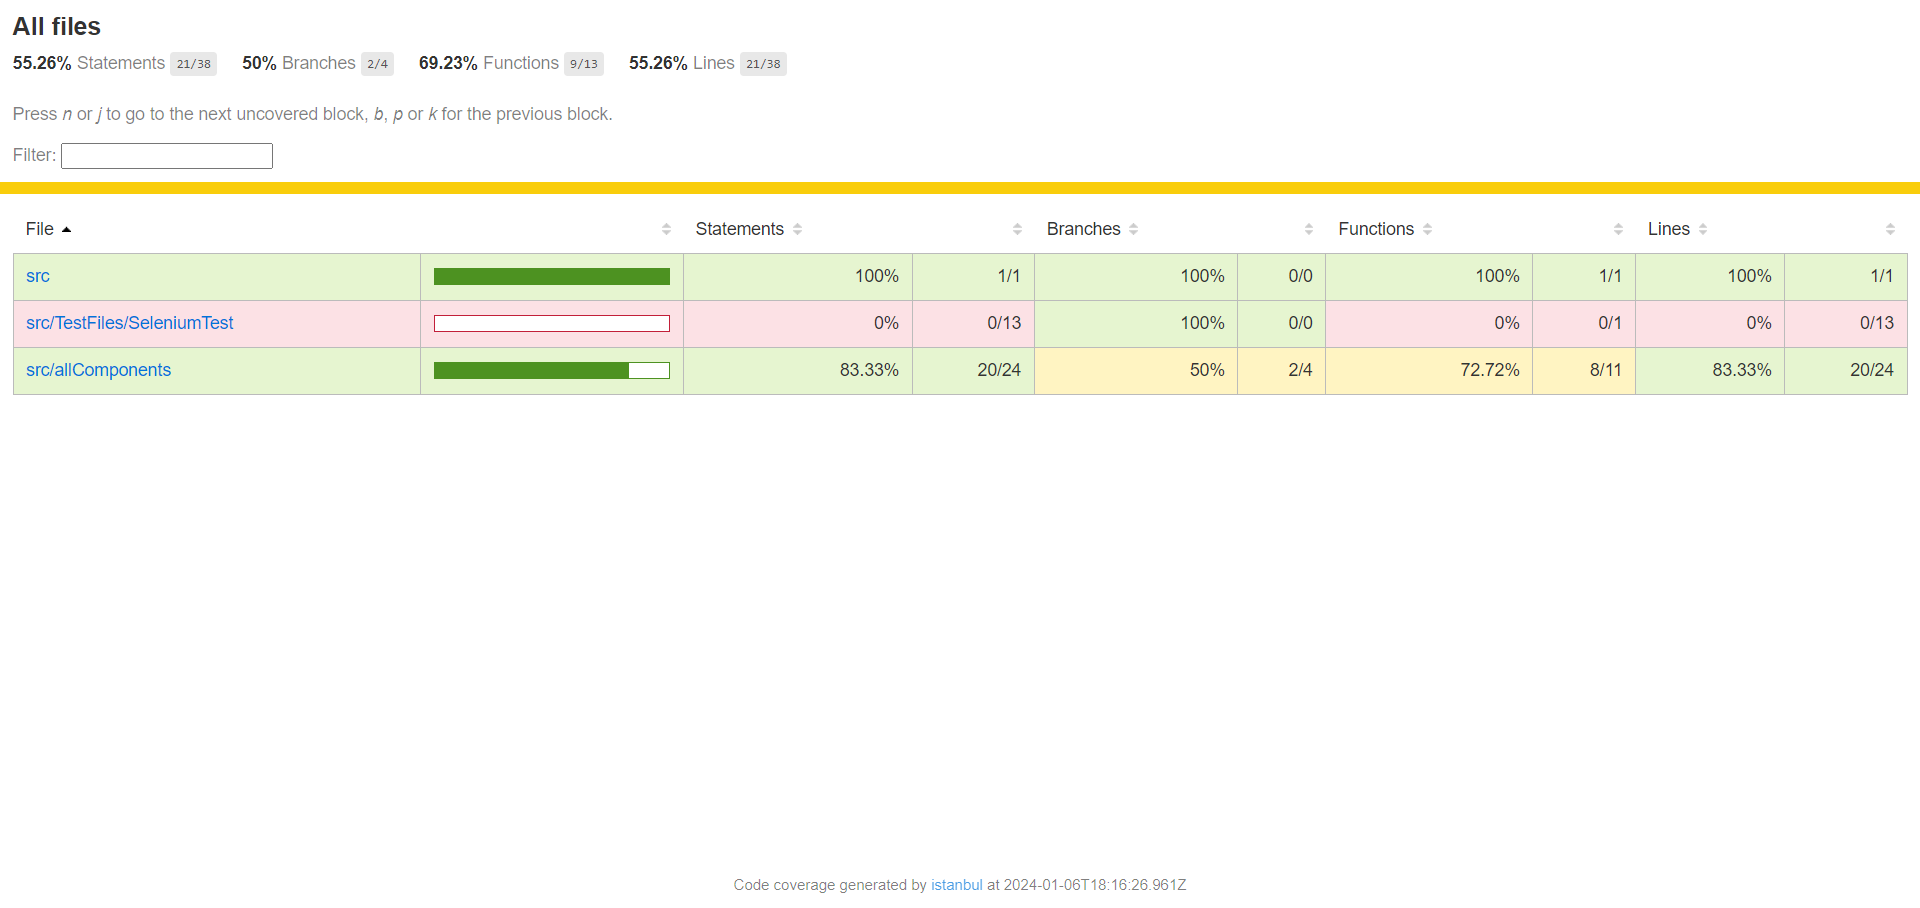 All files
55.26% Statements 21/38 50% Branches 2/4 69.23% Functions 9/13 55.26% Lines 21/38
Press n or j to go to the next uncovered block, b, p or k for the previous block.
Filter:
File Statements Branches Functions Lines
src 100% 1/1 100% 0/0 100% 1/1 100% 1/1
src/TestFiles/SeleniumTest 0% 0/13 100% 0/0 0% 0/1 0% 0/13
src/allComponents 83.33% 20/24 50% 2/4 72.72% 8/11 83.33% 20/24
Code coverage generated by istanbul at 2024-01-06T18:16:26.961Z